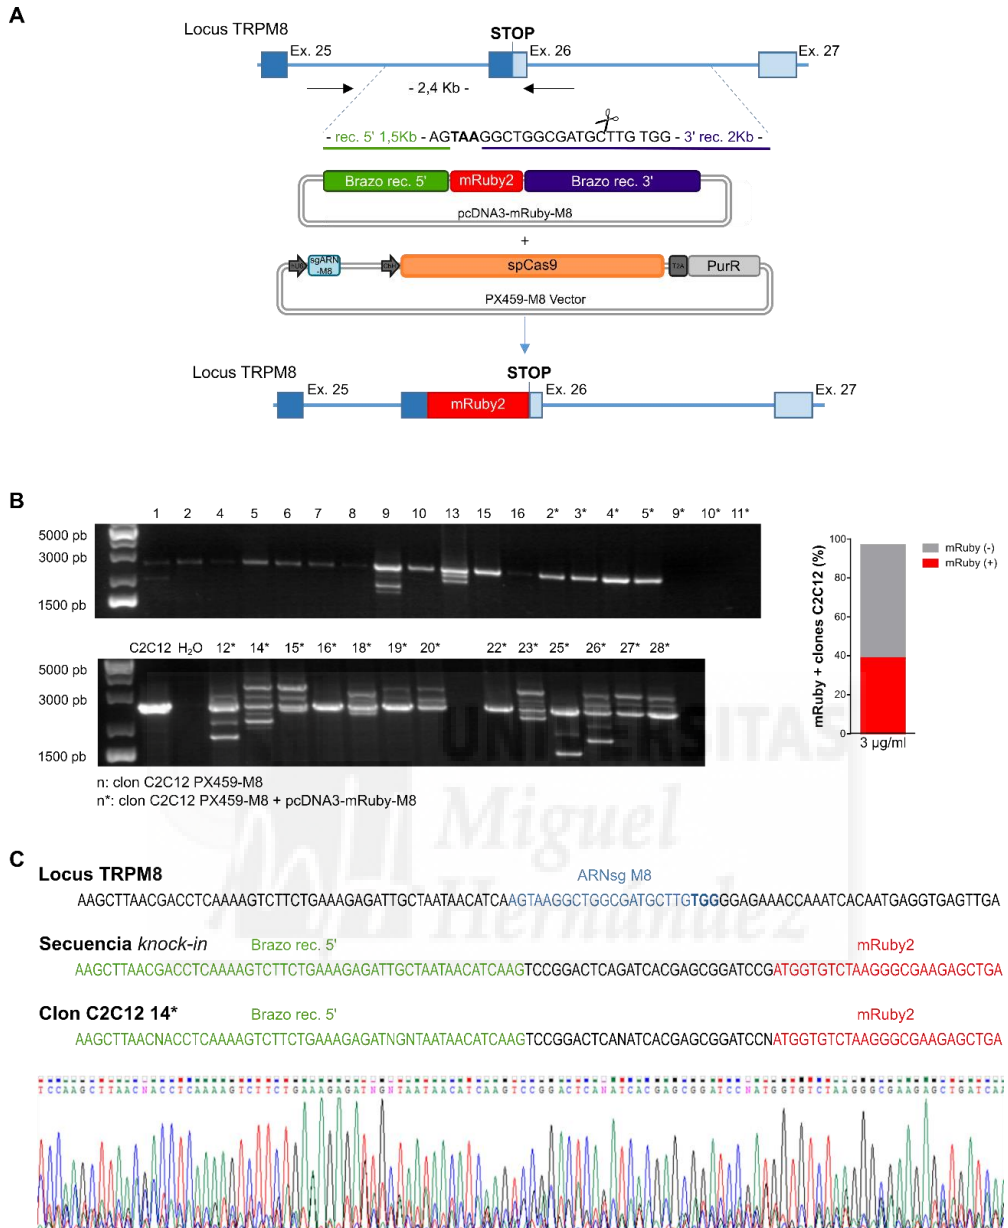 A
Locus TRPM8
STOP
Ex. 25
Ex. 26
Ex. 27
- 2,4 Kb -
- rec. 5' 1,5Kb - AGTAAGGCTGGCGATGCTTG TGG - 3' rec. 2Kb -
Brazo rec. 5'
mRuby2
Brazo rec. 3'
pcDNA3-mRuby-M8
+
sgARN
-M8
spCas9
T2A
PurR
PX459-M8 Vector
Locus TRPM8
STOP
Ex. 25
Ex. 26
Ex. 27
mRuby2
B
1 2 4 5 6 7 8 9 10 13 15 16 2* 3* 4* 5* 9* 10* 11*
5000 pb
3000 pb
1500 pb
C2C12 H2O 12* 14* 15* 16* 18* 19* 20* 22* 23* 25* 26* 27* 28*
5000 pb
3000 pb
1500 pb
n: clon C2C12 PX459-M8
n*: clon C2C12 PX459-M8 + pcDNA3-mRuby-M8
mRuby + clones C2C12 (%)
100
80
60
40
20
0
3 µg/ml
mRuby (-)
mRuby (+)
UNIVERSITAS
Miguel
Hernández
C
Locus TRPM8
ARNsg M8
AAGCTTAACGACCTCAAAAGTCTTCTGAAAGAGATTGCTAATAACATCAAGTAAGGCTGGCGATGCTTGTGGGGAGAAACCAAATCACAATGAGGTGAGTTGA
Secuencia knock-in
Brazo rec. 5'
mRuby2
AAGCTTAACGACCTCAAAAGTCTTCTGAAAGAGATTGCTAATAACATCAAGTCCGGACTCAGATCACGAGCGGATCCGATGGTGTCTAAGGGCGAAGAGCTGA
Clon C2C12 14*
Brazo rec. 5'
mRuby2
AAGCTTAACNACCTCAAAAGTCTTCTGAAAGAGATNGNTAATAACATCAAGTCCGGACTCANATCACGAGCGGATCCNATGGTGTCTAAGGGCGAAGAGCTGA
TCCAAGCTTAACNACCTCAAAAGTCTTCTGAAAGAGATNGNTAATAACATCAAGTCCGGACTCANATCACGAGCGGATCCNATGGTGTCTAAGGGCGAAGAGCTGATCAA